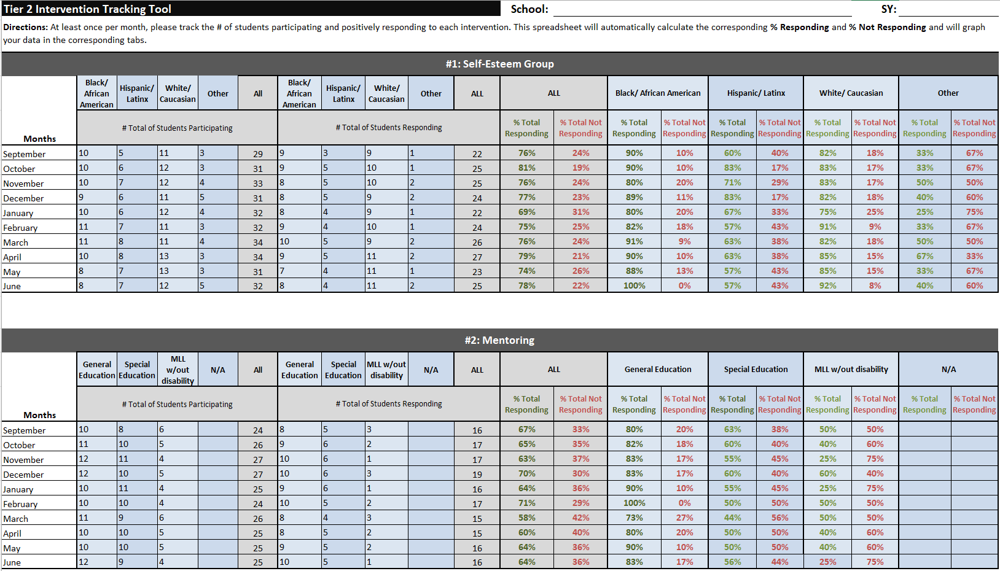 Tier 2 Intervention Tracking Tool School: SY:
Directions: At least once per month, please track the # of students participating and positively responding to each intervention. This spreadsheet will automatically calculate the corresponding % Responding and % Not Responding and will graph
your data in the corresponding tabs.
#1: Self-Esteem Group
Black/ African American Hispanic/ Latinx White/ Caucasian Other All Black/ African American Hispanic/ Latinx White/ Caucasian Other ALL ALL Black/ African American Hispanic/ Latinx White/ Caucasian Other
Months # Total of Students Participating # Total of Students Responding % Total Responding % Total Not Responding % Total Responding % Total Not Responding % Total Responding % Total Not Responding % Total Responding % Total Not Responding % Total Responding % Total Not Responding
September 10 5 11 3 29 9 3 9 1 22 76% 24% 90% 10% 60% 40% 82% 18% 33% 67%
October 10 6 12 3 31 9 5 10 1 25 81% 19% 90% 10% 83% 17% 83% 17% 33% 67%
November 10 7 12 4 33 8 5 10 2 25 76% 24% 80% 20% 71% 29% 83% 17% 50% 50%
December 9 6 11 5 31 8 5 9 2 24 77% 23% 89% 11% 83% 17% 82% 18% 40% 60%
January 10 6 12 4 32 8 4 9 1 22 69% 31% 80% 20% 67% 33% 75% 25% 25% 75%
February 11 7 11 3 32 9 4 10 1 24 75% 25% 82% 18% 57% 43% 91% 9% 33% 67%
March 11 8 11 4 34 10 5 9 2 26 76% 24% 91% 9% 63% 38% 82% 18% 50% 50%
April 10 8 13 3 34 9 5 11 2 27 79% 21% 90% 10% 63% 38% 85% 15% 67% 33%
May 8 7 13 3 31 7 4 11 1 23 74% 26% 88% 13% 57% 43% 85% 15% 33% 67%
June 8 7 12 5 32 8 4 11 2 25 78% 22% 100% 0% 57% 43% 92% 8% 40% 60%
#2: Mentoring
General Education Special Education MLL w/out disability N/A All General Education Special Education MLL w/out disability N/A ALL ALL General Education Special Education MLL w/out disability N/A
Months # Total of Students Participating # Total of Students Responding % Total Responding % Total Not Responding % Total Responding % Total Not Responding % Total Responding % Total Not Responding % Total Responding % Total Not Responding % Total Responding % Total Not Responding
September 10 8 6 24 8 5 3 16 67% 33% 80% 20% 63% 38% 50% 50%
October 11 10 5 26 9 6 2 17 65% 35% 82% 18% 60% 40% 40% 60%
November 12 11 4 27 10 6 1 17 63% 37% 83% 17% 55% 45% 25% 75%
December 12 10 5 27 10 6 3 19 70% 30% 83% 17% 60% 40% 60% 40%
January 10 11 4 25 9 6 1 16 64% 36% 90% 10% 55% 45% 25% 75%
February 10 10 4 24 10 5 2 17 71% 29% 100% 0% 50% 50% 50% 50%
March 11 9 6 26 8 4 3 15 58% 42% 73% 27% 44% 56% 50% 50%
April 10 10 5 25 8 5 2 15 60% 40% 80% 20% 50% 50% 40% 60%
May 10 10 5 25 9 5 2 16 64% 36% 90% 10% 50% 50% 40% 60%
June 12 9 4 25 10 5 1 16 64% 36% 83% 17% 56% 44% 25% 75%